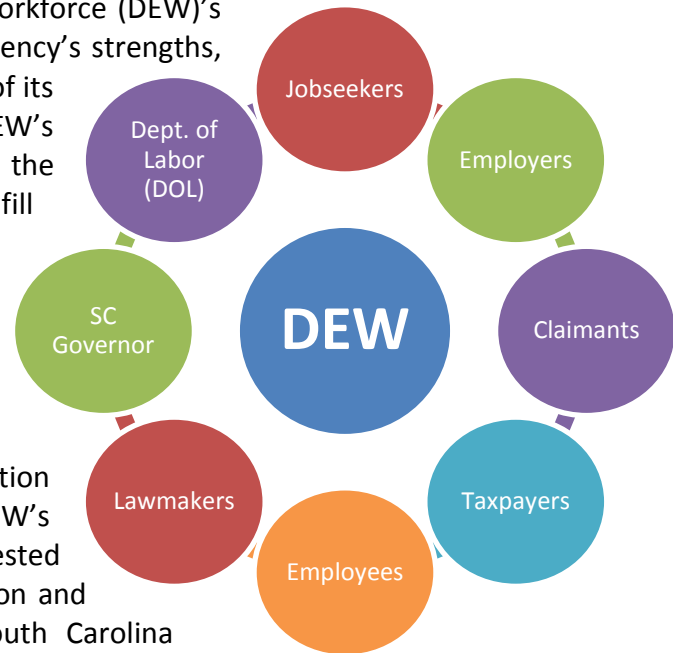 orkforce (DEW)’s
ency’s strengths,
of its
EW’s
the
fill
tion
W’s
ested
on and
outh Carolina
Jobseekers
Employers
Claimants
Taxpayers
Employees
Lawmakers
SC
Governor
Dept. of
Labor
(DOL)
DEW